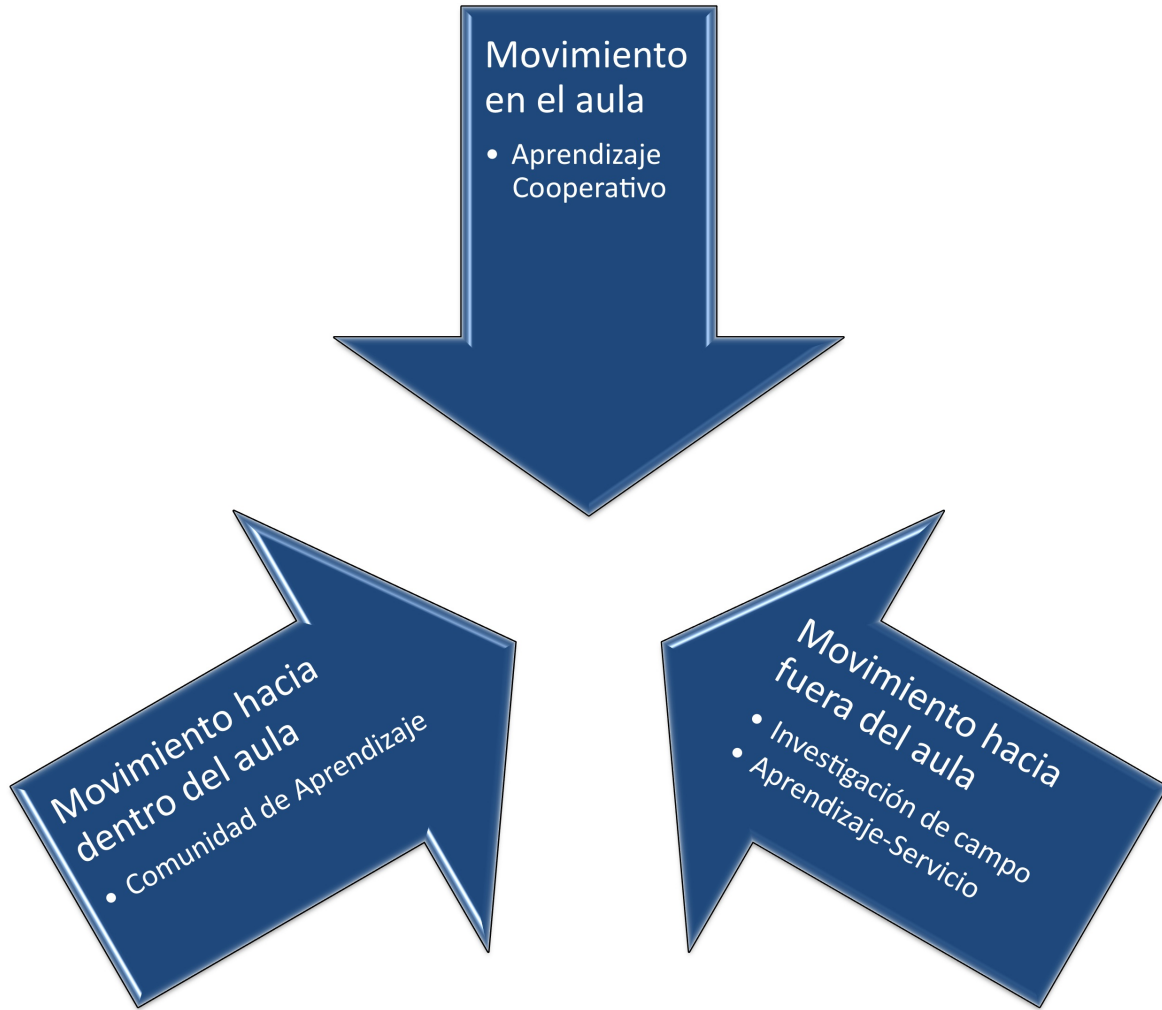 Movimiento
en el aula
• Aprendizaje
Cooperativo
Movimiento hacia
dentro del aula
• Comunidad de Aprendizaje
Movimiento hacia
fuera del aula
• Investigación de campo
• Aprendizaje-Servicio